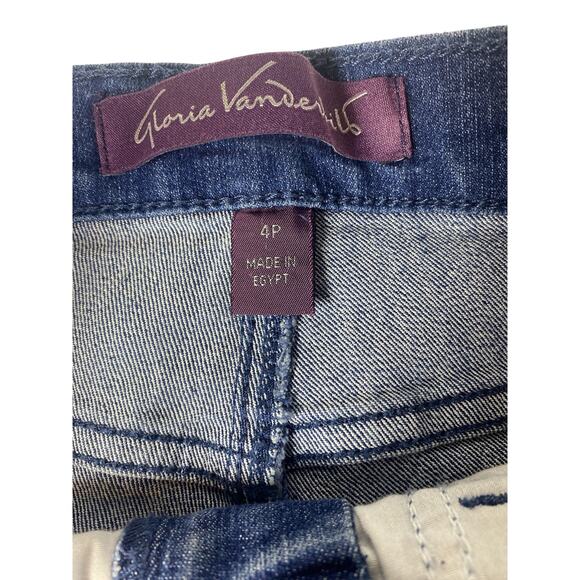 Gloria Vanderbilt
4P
MADE IN
EGYPT